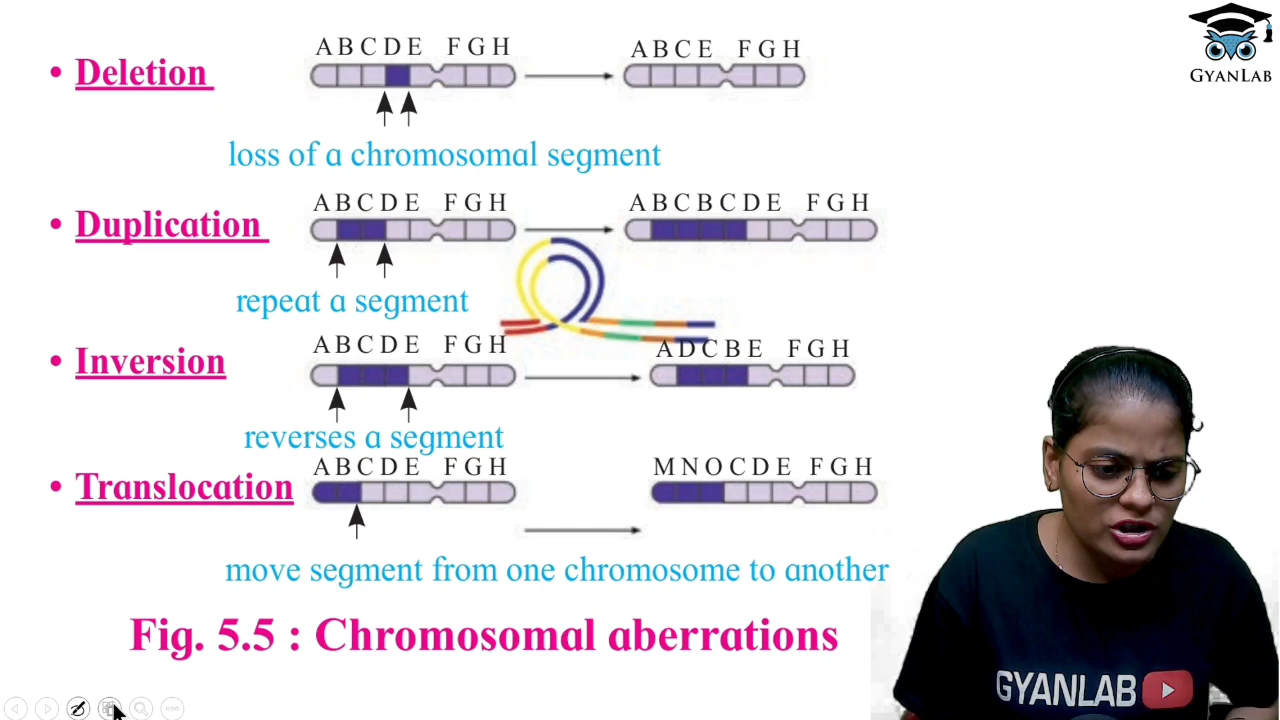 A B C D E F G H
A B C E F G H
• Deletion
GYANLAB
loss of a chromosomal segment
A B C D E F G H
A B C B C D E F G H
• Duplication
repeat a segment
A B C D E F G H
A D C B E F G H
• Inversion
reverses a segment
A B C D E F G H
M N O C D E F G H
• Translocation
move segment from one chromosome to another
Fig. 5.5 : Chromosomal aberrations
GYANLAB